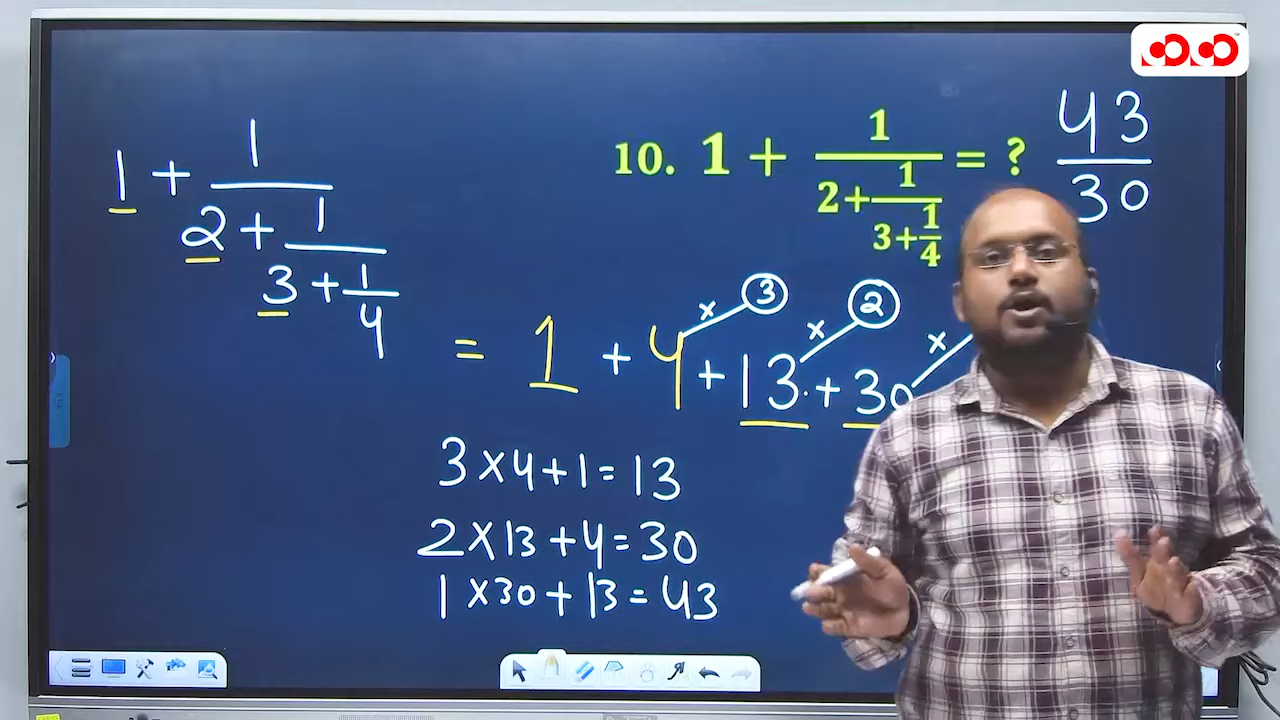 10. 1 + 1/(2+1/(3+1/4)) = ? 43/30
1 + 1/(2 + 1/(3 + 1/4))
3 2
x x x
= 1 + 4 + 13 + 30
3 x 4 + 1 = 13
2 x 13 + 4 = 30
1 x 30 + 13 = 43